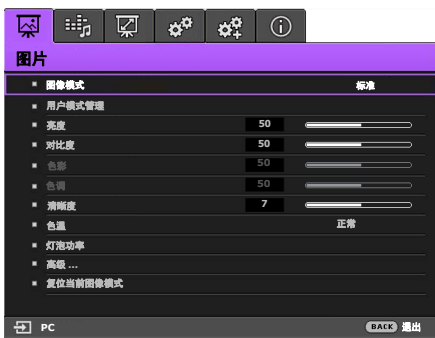 图片
图像模式 标准
用户模式管理
亮度 50
对比度 50
色彩 50
色调 50
清晰度 7
色温 正常
灯泡功率
高级 ...
复位当前图像模式
PC BACK 退出